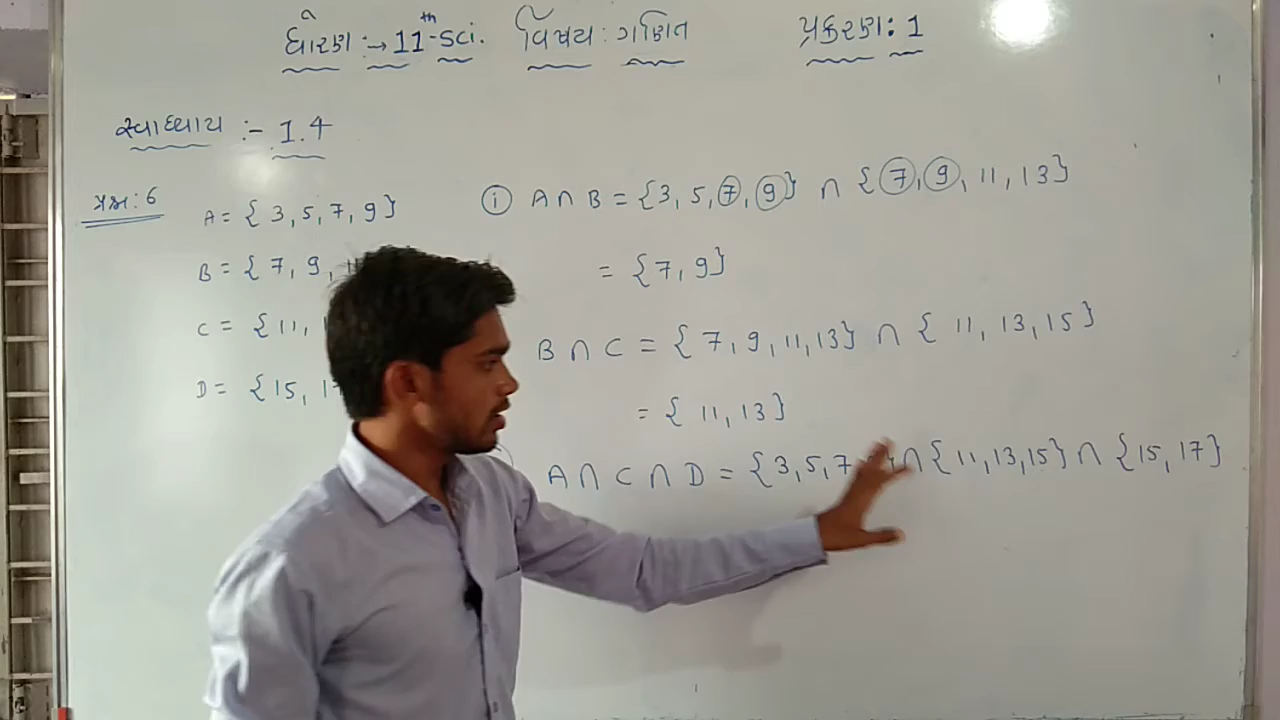 ધોરણ :→ 11th-sci. વિષય : ગણિત પ્રકરણ : 1
સ્વાધ્યાય :- 1.4
પ્રશ્ન : 6
A = { 3, 5, 7, 9 }
B = { 7, 9,
C = { 11,
D = { 15, 17
(i) A ∩ B = {3, 5, 7, 9} ∩ {7, 9, 11, 13}
= {7, 9}
B ∩ C = { 7, 9, 11, 13} ∩ { 11, 13, 15 }
= { 11, 13 }
A ∩ C ∩ D = {3, 5, 7 } ∩ {11, 13, 15} ∩ {15, 17}